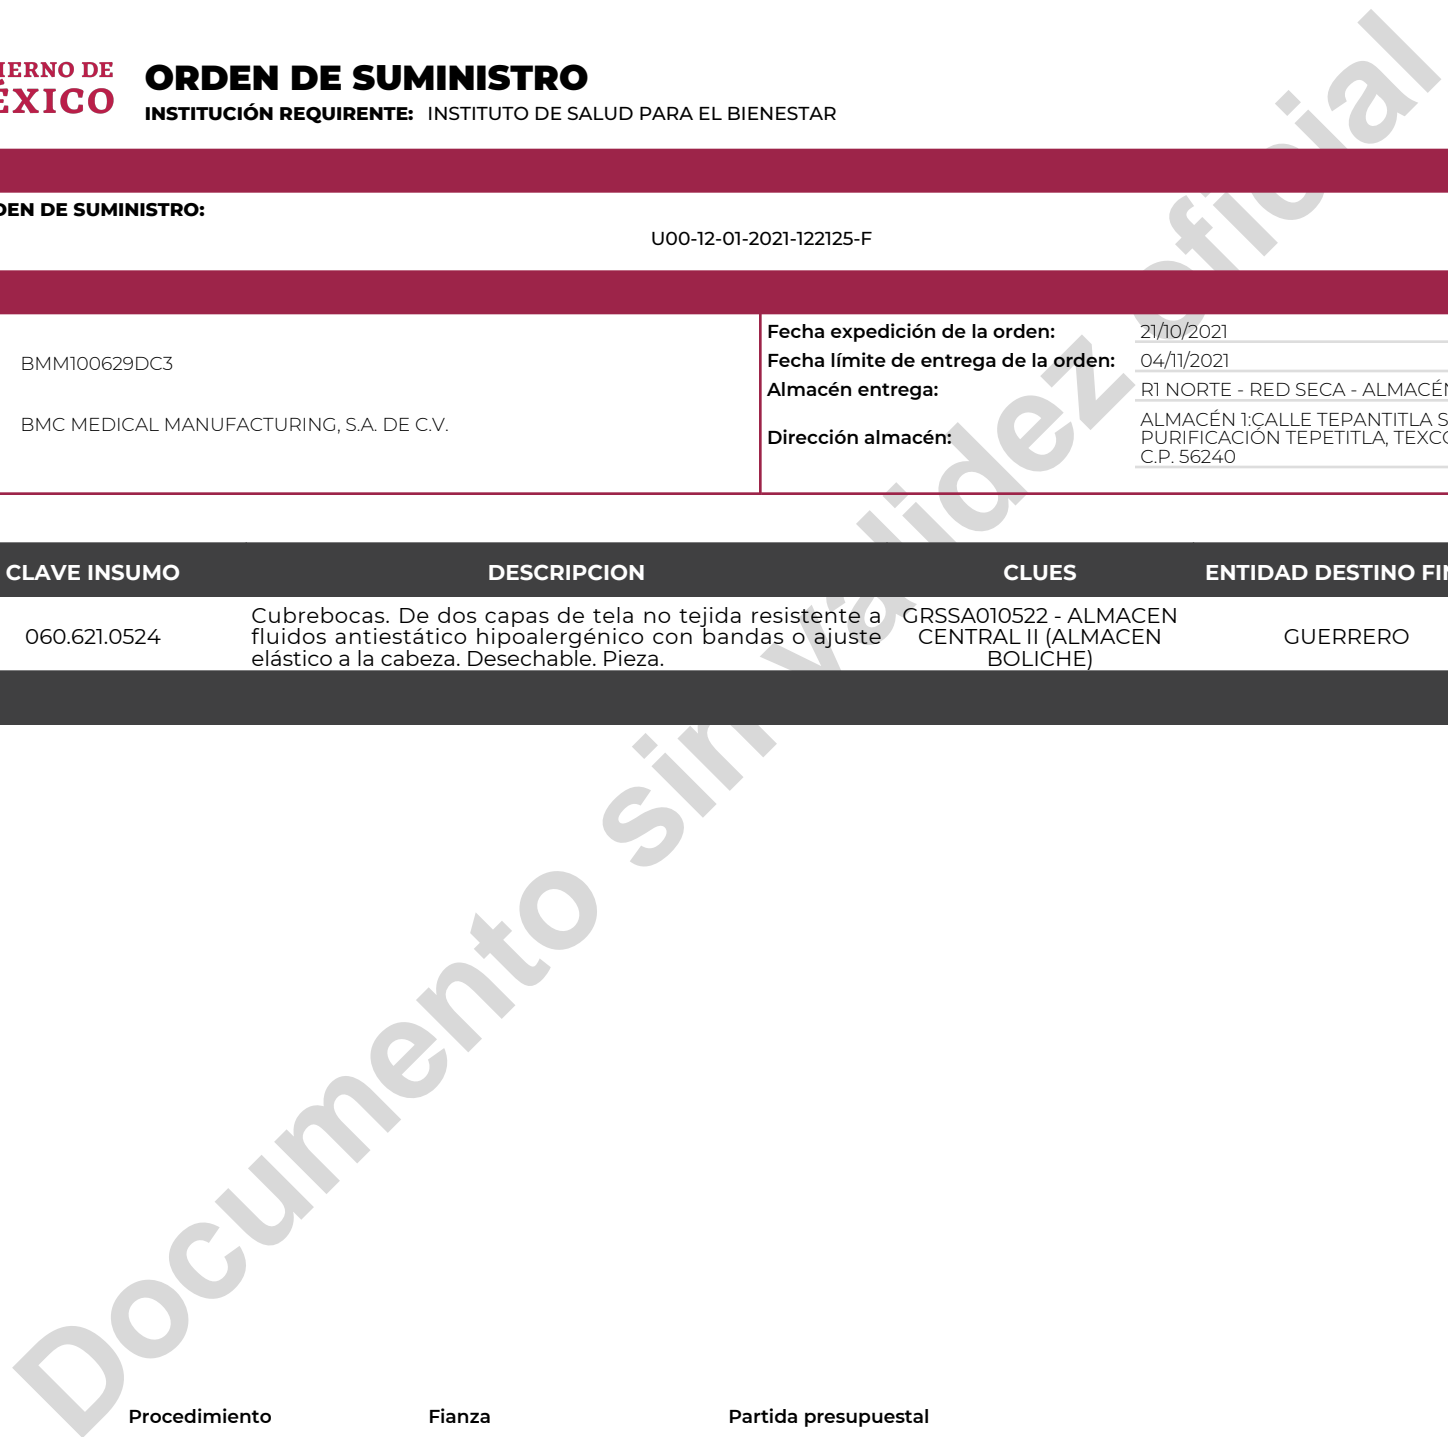 IERNO DE
ÉXICO
ORDEN DE SUMINISTRO
INSTITUCIÓN REQUIRENTE: INSTITUTO DE SALUD PARA EL BIENESTAR
DEN DE SUMINISTRO:
U00-12-01-2021-122125-F
BMM100629DC3
BMC MEDICAL MANUFACTURING, S.A. DE C.V.
Fecha expedición de la orden: 21/10/2021
Fecha límite de entrega de la orden: 04/11/2021
Almacén entrega: R1 NORTE - RED SECA - ALMACÉN
Dirección almacén: ALMACÉN 1:CALLE TEPANTITLA S
PURIFICACIÓN TEPETITLA, TEXCO
C.P. 56240
CLAVE INSUMO DESCRIPCION CLUES ENTIDAD DESTINO FIN
060.621.0524
Cubrebocas. De dos capas de tela no tejida resistente a
fluidos antiestático hipoalergénico con bandas o ajuste
elástico a la cabeza. Desechable. Pieza.
GRSSA010522 - ALMACEN
CENTRAL II (ALMACEN
BOLICHE)
GUERRERO
Documento sin validez oficial
Procedimiento Fianza Partida presupuestal